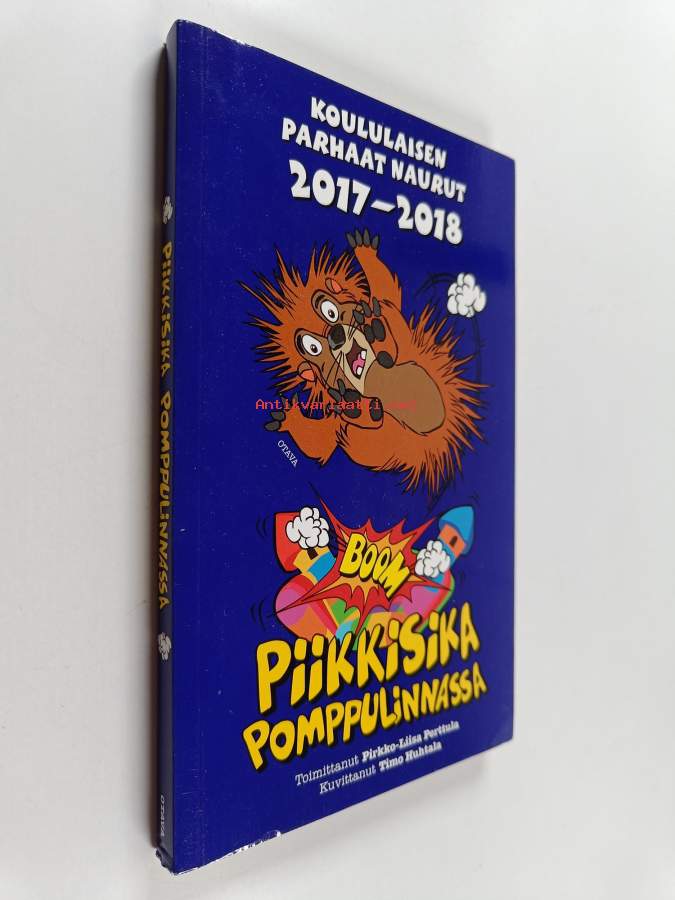 KOULULAISEN
PARHAAT NAURUT
2017–2018
Antikvariaatti.net
OTAVA
BOOM
PiiKKiSiKA
POMPPULiNNASSA
Toimittanut Pirkko-Liisa Perttula
Kuvittanut Timo Huhtala
PiiKKiSiKA POMPPULiNNASSA
OTAVA